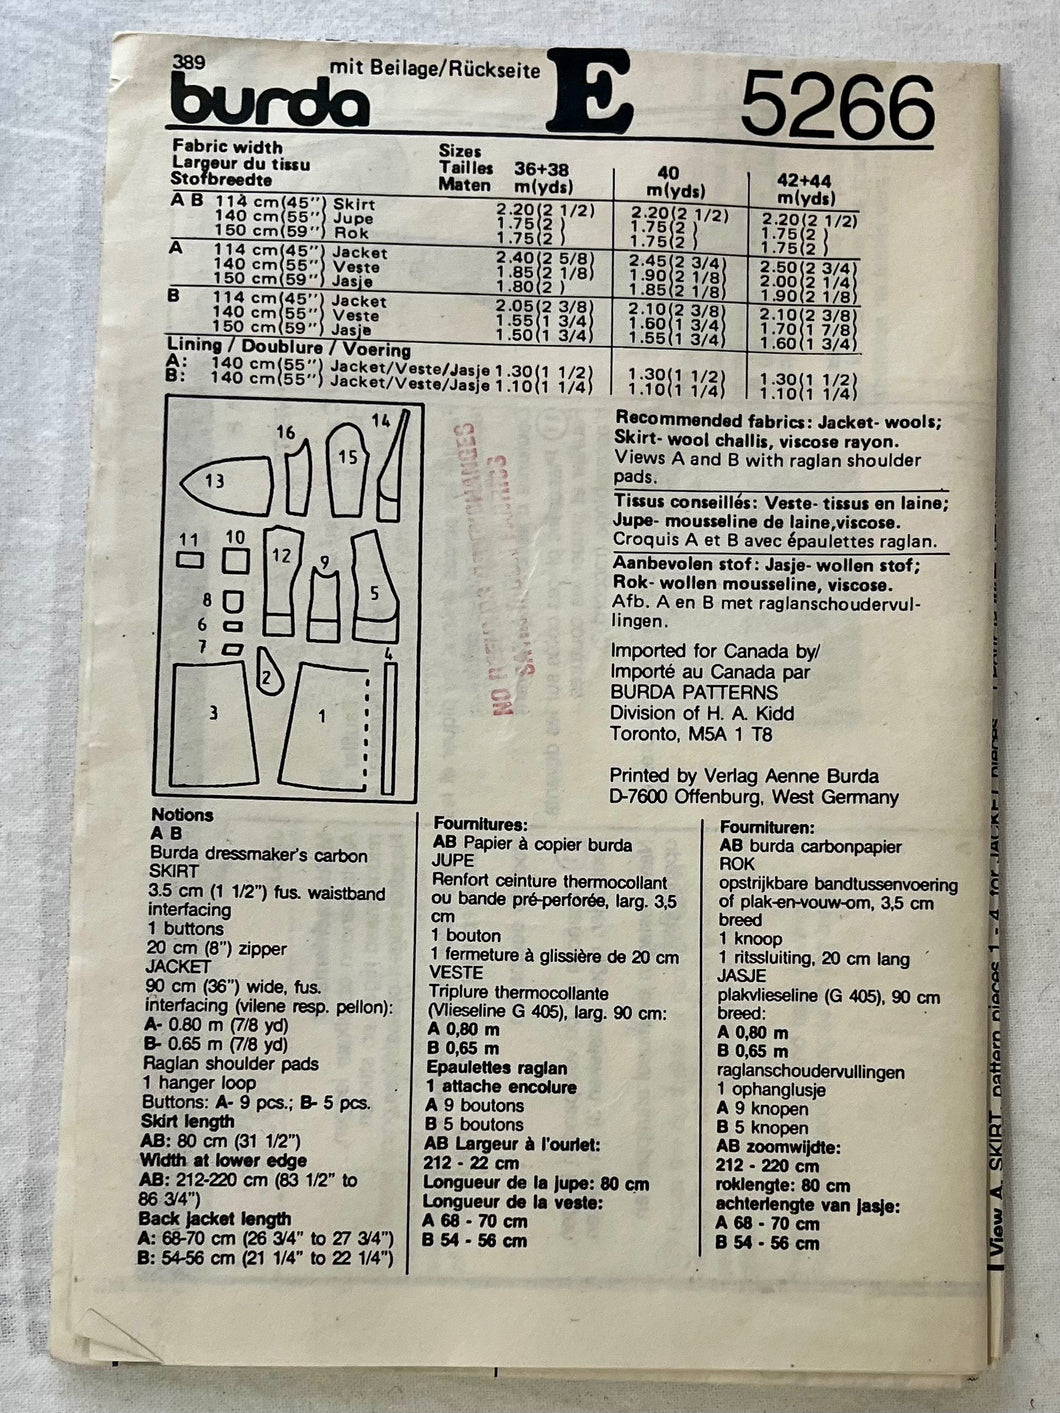 389
burda
mit Beilage/Rückseite
E
5266
Fabric width
Largeur du tissu
Stofbreedte
Sizes
Tailles
Maten
36+38
m(yds)
40
m(yds)
42+44
m(yds)
A B 114 cm(45") Skirt 2.20(2 1/2) 2.20(2 1/2) 2.20(2 1/2)
140 cm(55") Jupe 1.75(2 ) 1.75(2 ) 1.75(2 )
150 cm(59") Rok 1.75(2 ) 1.75(2 ) 1.75(2 )
A 114 cm(45") Jacket 2.40(2 5/8) 2.45(2 3/4) 2.50(2 3/4)
140 cm(55") Veste 1.85(2 1/8) 1.90(2 1/8) 2.00(2 1/4)
150 cm(59") Jasje 1.80(2 ) 1.85(2 1/8) 1.90(2 1/8)
B 114 cm(45") Jacket 2.05(2 3/8) 2.10(2 3/8) 2.10(2 3/8)
140 cm(55") Veste 1.55(1 3/4) 1.60(1 3/4) 1.70(1 7/8)
150 cm(59") Jasje 1.50(1 3/4) 1.55(1 3/4) 1.60(1 3/4)
Lining / Doublure / Voering
A: 140 cm(55") Jacket/Veste/Jasje 1.30(1 1/2) 1.30(1 1/2) 1.30(1 1/2)
B: 140 cm(55") Jacket/Veste/Jasje 1.10(1 1/4) 1.10(1 1/4) 1.10(1 1/4)
16
14
15
13
11
10
12
9
5
8
6
7
4
2
3
1
Recommended fabrics: Jacket- wools;
Skirt- wool challis, viscose rayon.
Views A and B with raglan shoulder
pads.
Tissus conseillés: Veste- tissus en laine;
Jupe- mousseline de laine,viscose.
Croquis A et B avec épaulettes raglan.
Aanbevolen stof: Jasje- wollen stof;
Rok- wollen mousseline, viscose.
Afb. A en B met raglanschoudervul-
lingen.
Imported for Canada by/
Importé au Canada par
BURDA PATTERNS
Division of H. A. Kidd
Toronto, M5A 1 T8
Printed by Verlag Aenne Burda
D-7600 Offenburg, West Germany
Notions
A B
Burda dressmaker's carbon
SKIRT
3.5 cm (1 1/2") fus. waistband
interfacing
1 buttons
20 cm (8") zipper
JACKET
90 cm (36") wide, fus.
interfacing (vilene resp. pellon):
A- 0.80 m (7/8 yd)
B- 0.65 m (7/8 yd)
Raglan shoulder pads
1 hanger loop
Buttons: A- 9 pcs.; B- 5 pcs.
Skirt length
AB: 80 cm (31 1/2")
Width at lower edge
AB: 212-220 cm (83 1/2" to
86 3/4")
Back jacket length
A: 68-70 cm (26 3/4" to 27 3/4")
B: 54-56 cm (21 1/4" to 22 1/4")
Fournitures:
AB Papier à copier burda
JUPE
Renfort ceinture thermocollant
ou bande pré-perforée, larg. 3,5
cm
1 bouton
1 fermeture à glissière de 20 cm
VESTE
Triplure thermocollante
(Vlieseline G 405), larg. 90 cm:
A 0,80 m
B 0,65 m
Epaulettes raglan
1 attache encolure
A 9 boutons
B 5 boutons
AB Largeur à l'ourlet:
212 - 22 cm
Longueur de la jupe: 80 cm
Longueur de la veste:
A 68 - 70 cm
B 54 - 56 cm
Fournituren:
AB burda carbonpapier
ROK
opstrijkbare bandtussenvoering
of plak-en-vouw-om, 3,5 cm
breed
1 knoop
1 ritssluiting, 20 cm lang
JASJE
plakvlieseline (G 405), 90 cm
breed:
A 0,80 m
B 0,65 m
raglanschoudervullingen
1 ophanglusje
A 9 knopen
B 5 knopen
AB zoomwijdte:
212 - 220 cm
roklengte: 80 cm
achterlengte van jasje:
A 68 - 70 cm
B 54 - 56 cm
View A, SKIRT, pattern pieces 1 - 4 for JACKET pieces